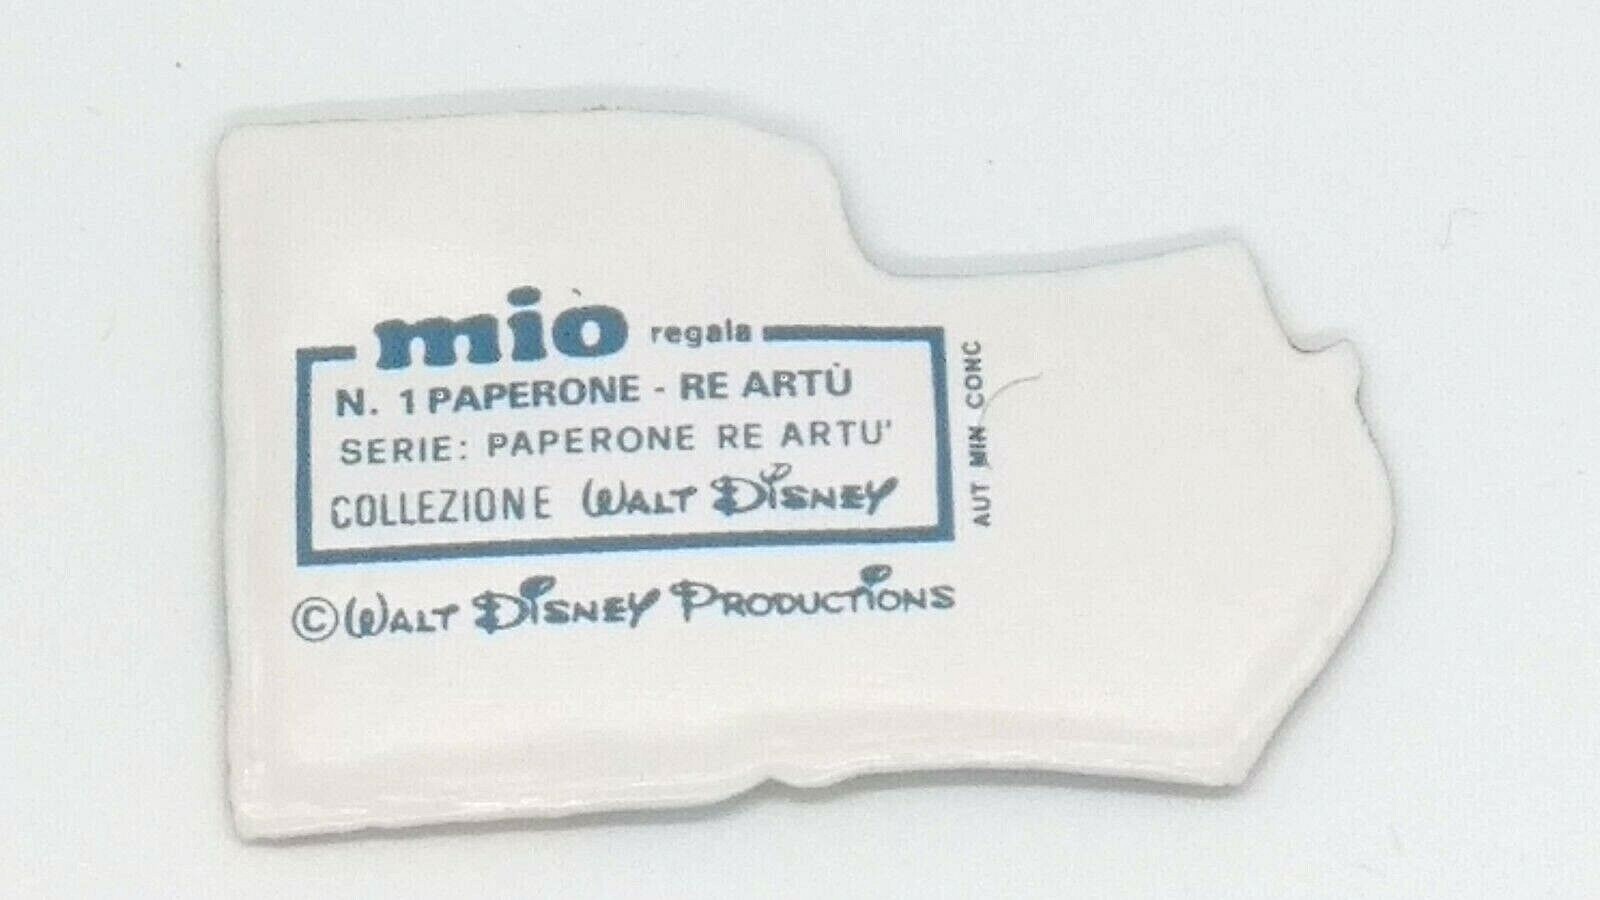 mio regala
N. 1 PAPERONE - RE ARTÙ
SERIE: PAPERONE RE ARTU'
COLLEZIONE WALT DISNEY
© WALT DISNEY PRODUCTIONS
AUT MIN CONC